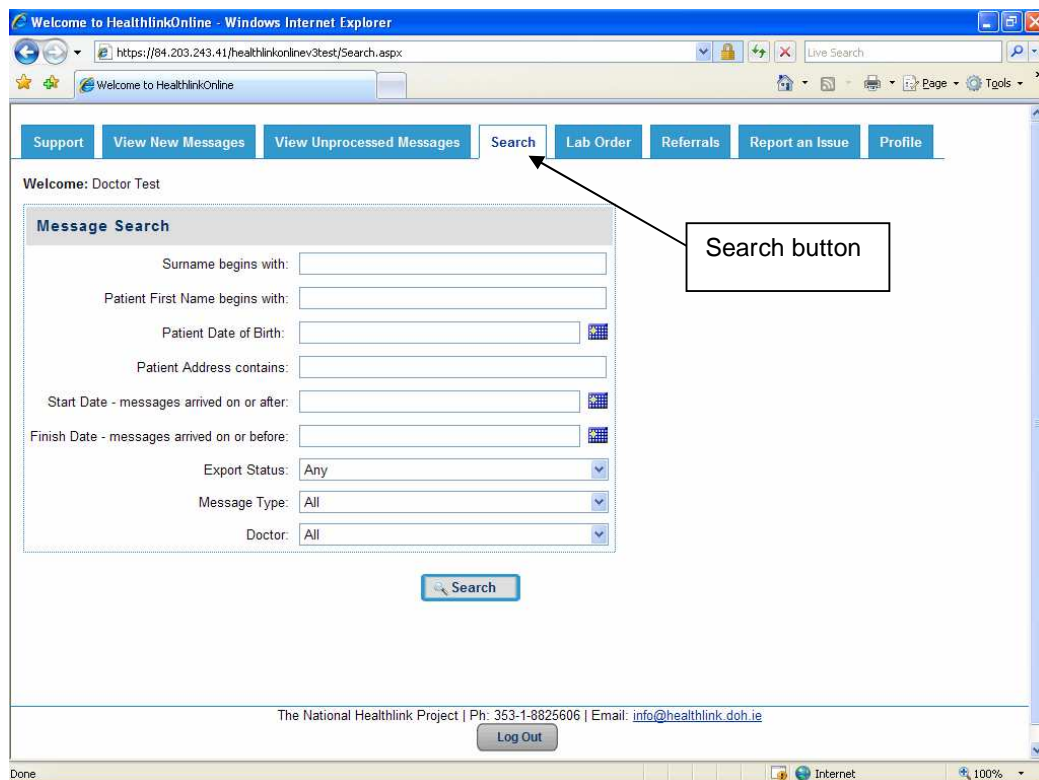 Welcome to HealthlinkOnline - Windows Internet Explorer
https://84.203.243.41/healthlinkonlinev3test/Search.aspx
Live Search
Welcome to HealthlinkOnline
Page
Tools
Support
View New Messages
View Unprocessed Messages
Search
Lab Order
Referrals
Report an Issue
Profile
Welcome: Doctor Test
Message Search
Search button
Surname begins with:
Patient First Name begins with:
Patient Date of Birth:
Patient Address contains:
Start Date - messages arrived on or after:
Finish Date - messages arrived on or before:
Export Status: Any
Message Type: All
Doctor: All
Search
The National Healthlink Project | Ph: 353-1-8825606 | Email: info@healthlink.doh.ie
Log Out
Done
Internet
100%